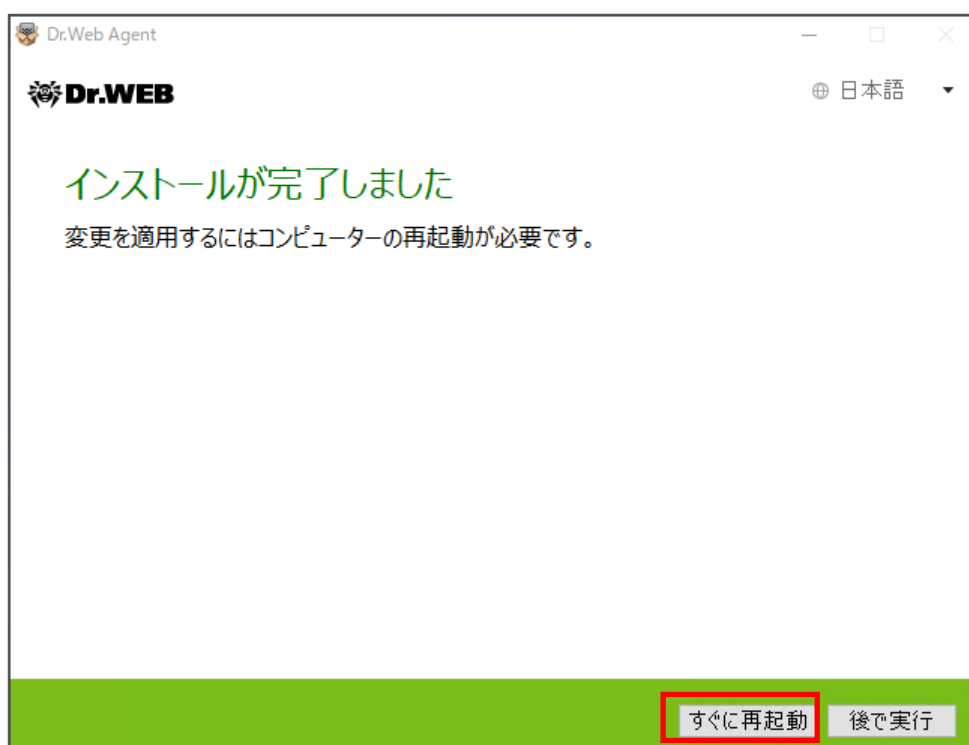 Dr.Web Agent
Dr.WEB
日本語
インストールが完了しました
変更を適用するにはコンピューターの再起動が必要です。
すぐに再起動
後で実行